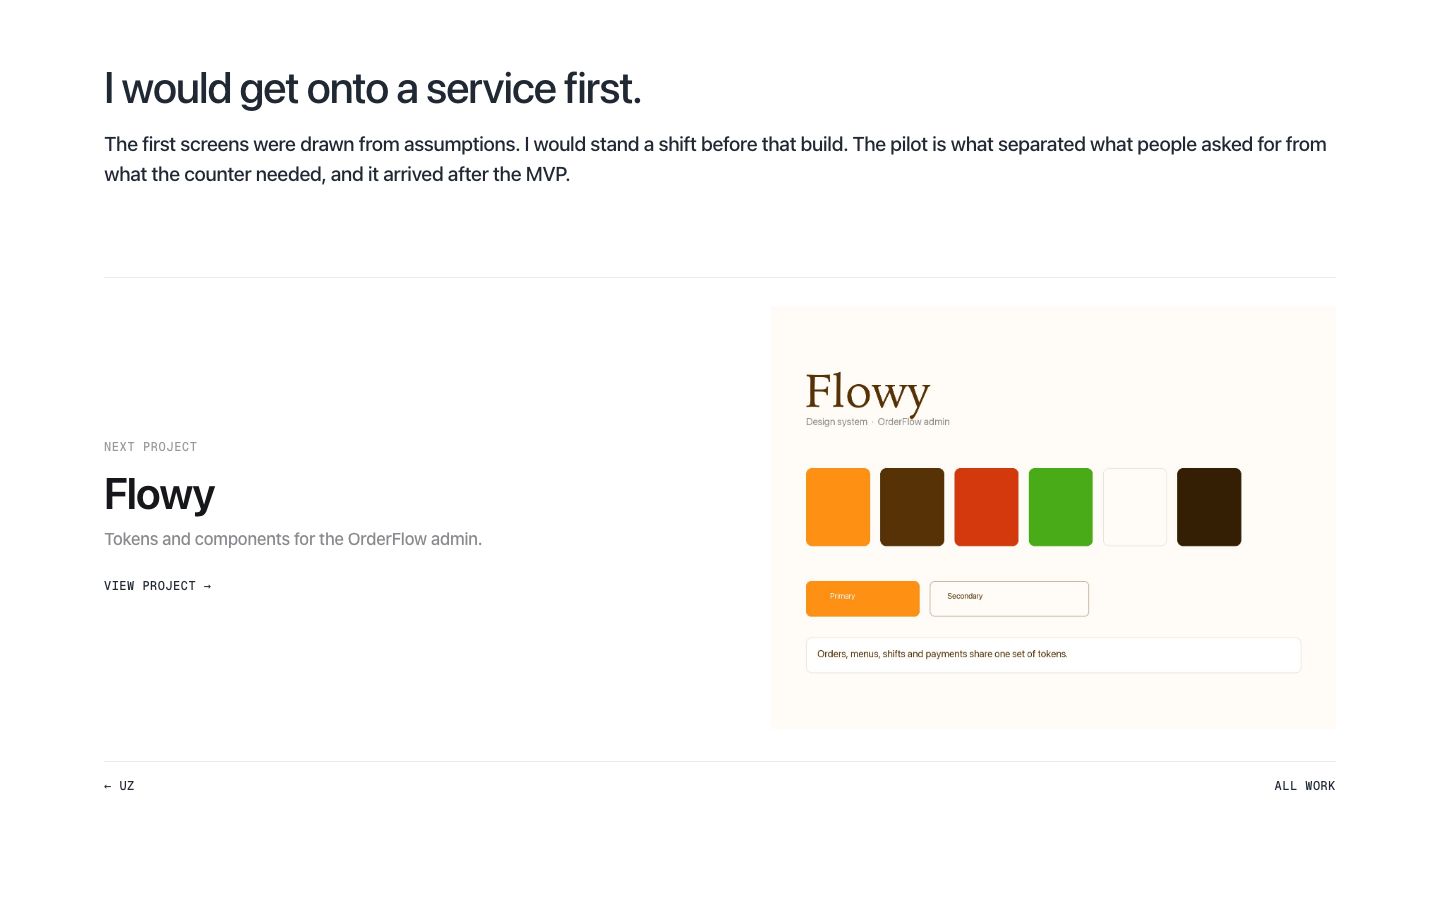 I would get onto a service first.
The first screens were drawn from assumptions. I would stand a shift before that build. The pilot is what separated what people asked for from
what the counter needed, and it arrived after the MVP.
NEXT PROJECT
Flowy
Tokens and components for the OrderFlow admin.
VIEW PROJECT →
Flowy
Design system · OrderFlow admin
Primary
Secondary
Orders, menus, shifts and payments share one set of tokens.
← UZ
ALL WORK